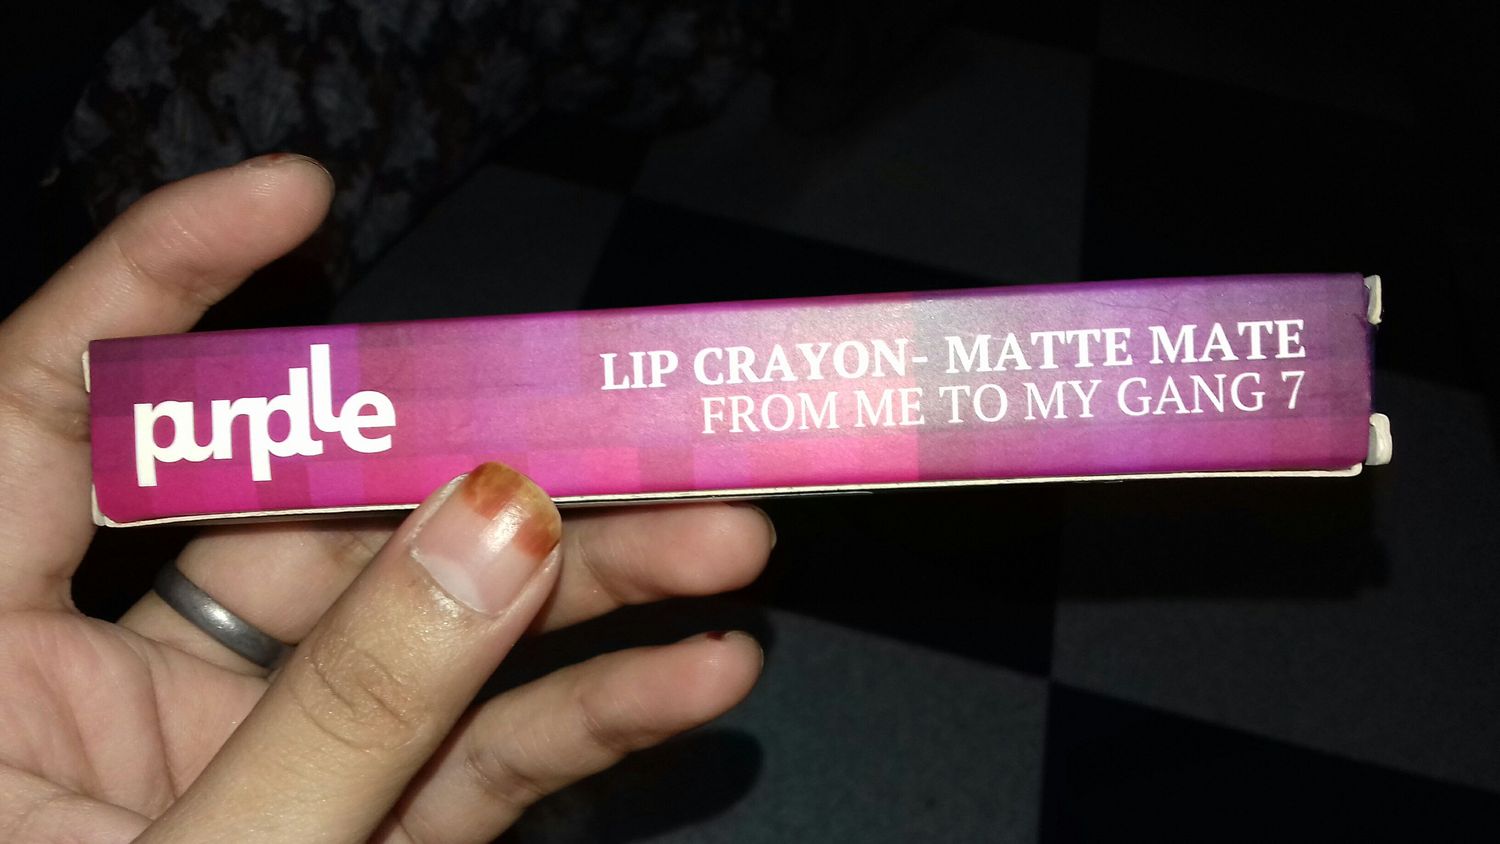 purplle
LIP CRAYON- MATTE MATE
FROM ME TO MY GANG 7